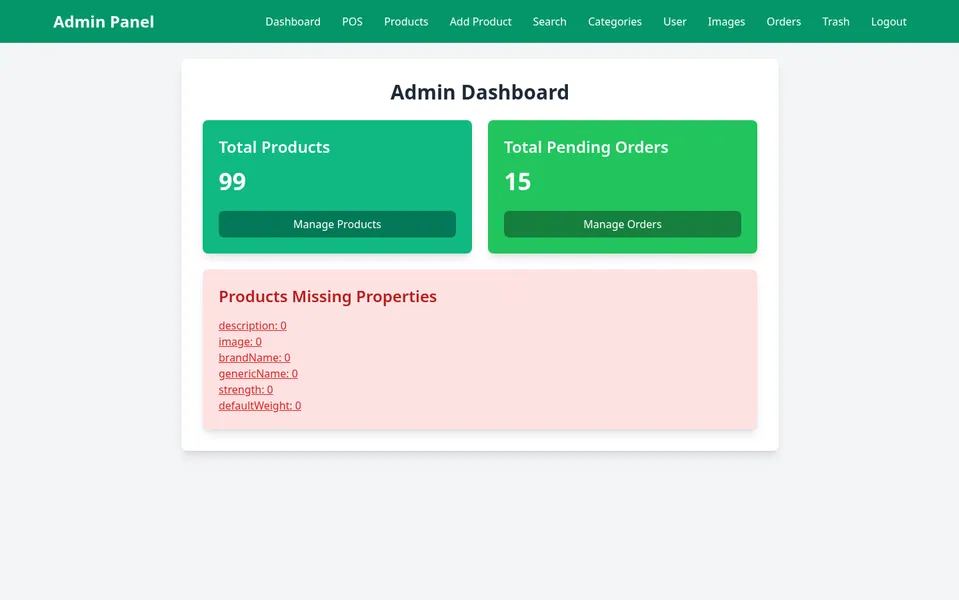 Admin Panel Dashboard POS Products Add Product Search Categories User Images Orders Trash Logout
Admin Dashboard
Total Products
99
Manage Products
Total Pending Orders
15
Manage Orders
Products Missing Properties
description: 0
image: 0
brandName: 0
genericName: 0
strength: 0
defaultWeight: 0